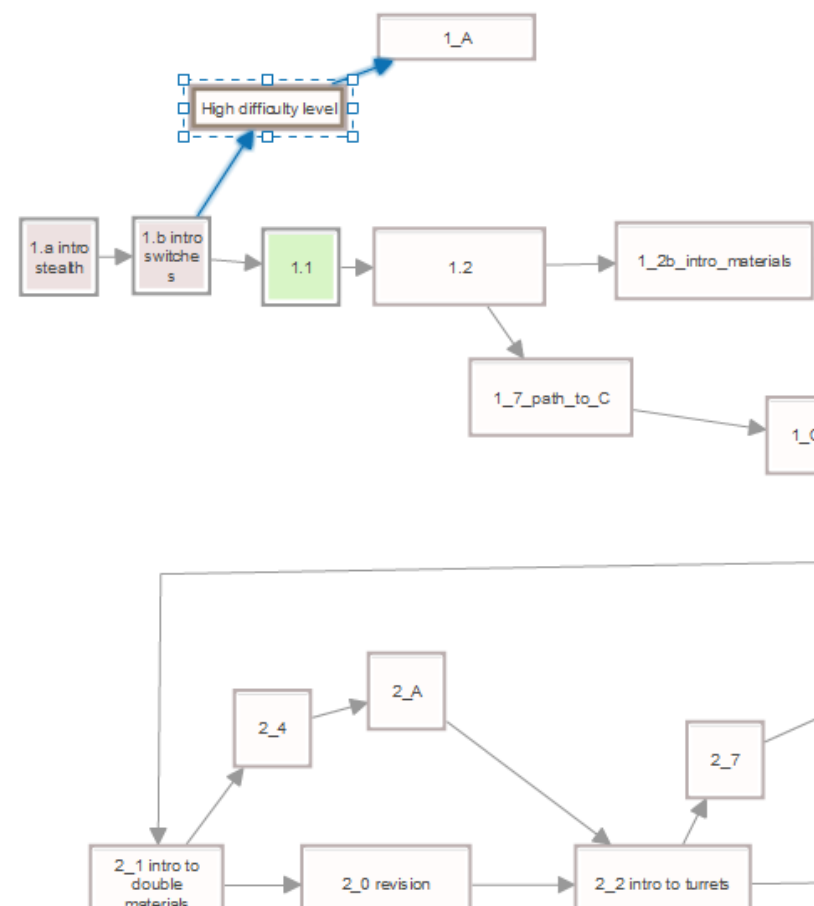 1_A
High difficulty level
1.a intro
stealth
1.b intro
switche
s
1.1
1.2
1_2b_intro_materials
1_7_path_to_C
2_A
2_4
2_7
2_1 intro to
double
materials
2_0 revision
2_2 intro to turrets